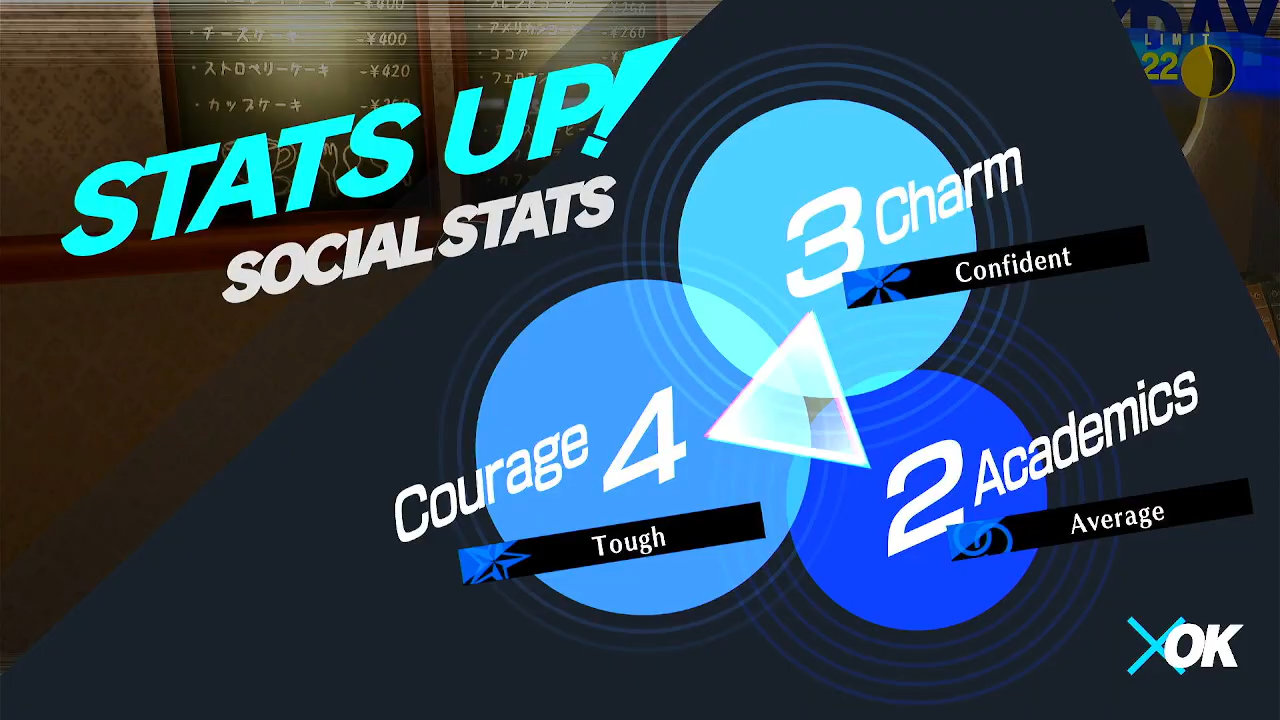 ・チーズケーキ -¥400
・ストロベリーケーキ -¥420
・カップケーキ
・ココア
LIMIT
22
STATS UP!
SOCIAL STATS
3 Charm
Confident
Courage 4
Tough
2 Academics
Average
OK